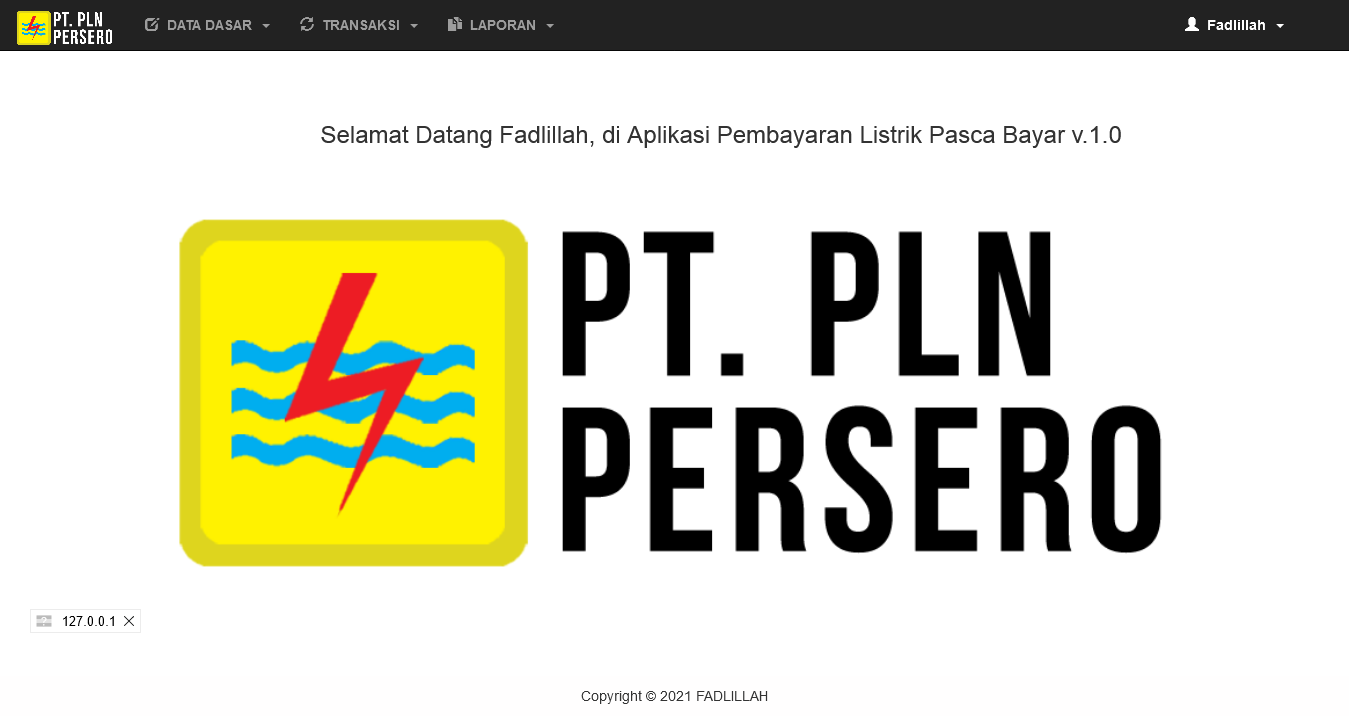 PT. PLN
PERSERO
DATA DASAR
TRANSAKSI
LAPORAN
Fadlillah
Selamat Datang Fadlillah, di Aplikasi Pembayaran Listrik Pasca Bayar v.1.0
PT. PLN
PERSERO
127.0.0.1
Copyright © 2021 FADLILLAH